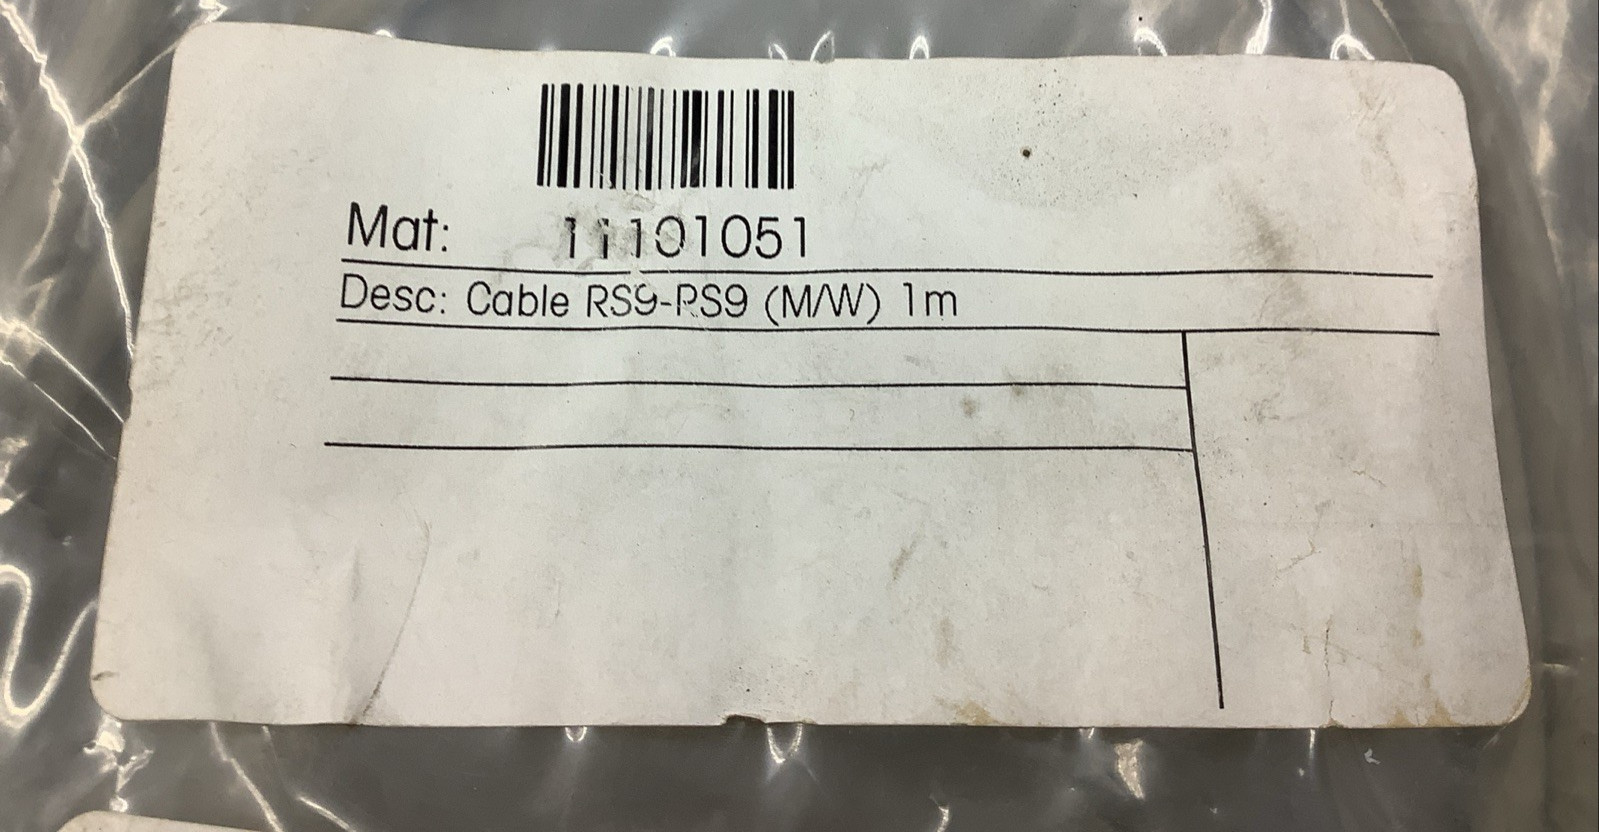 Mat: 11101051
Desc: Cable RS9-RS9 (M/W) 1m